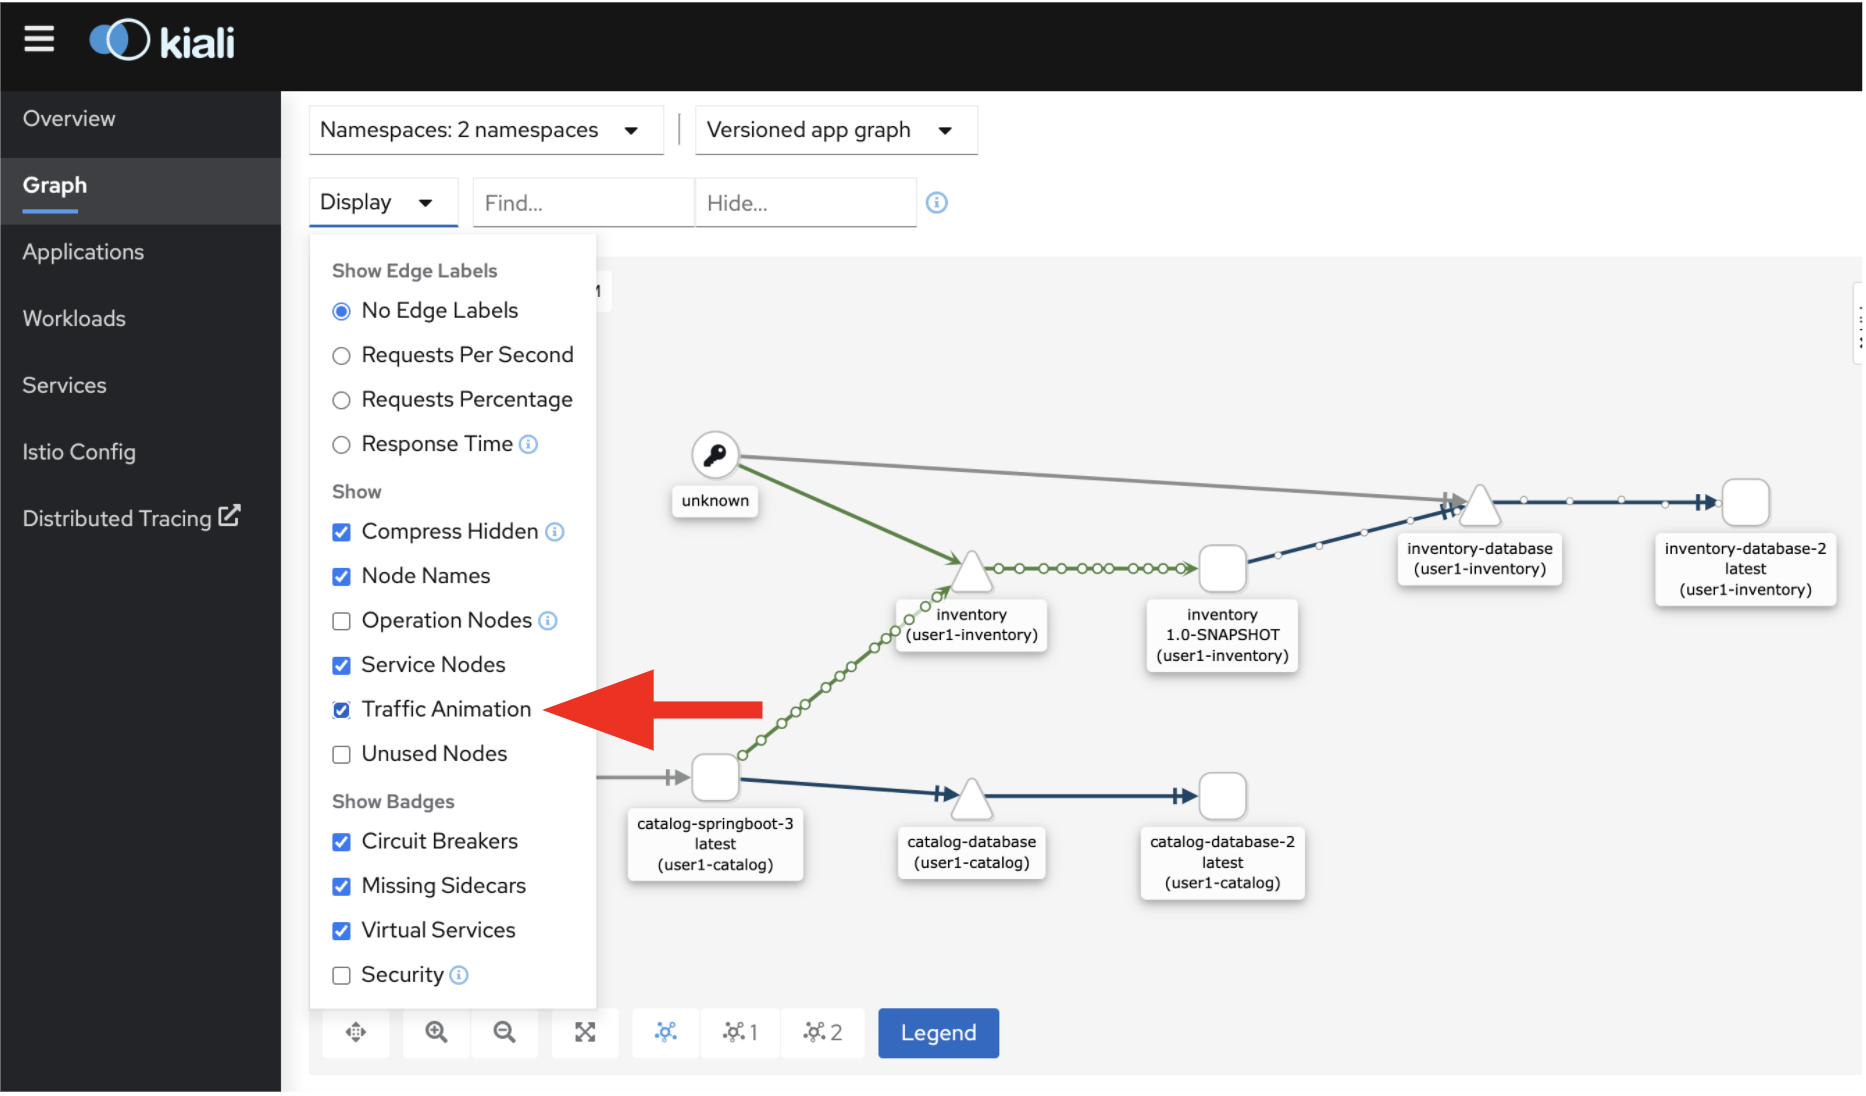 kiali
Overview
Graph
Applications
Workloads
Services
Istio Config
Distributed Tracing
Namespaces: 2 namespaces
Versioned app graph
Display
Find...
Hide...
Show Edge Labels
No Edge Labels
Requests Per Second
Requests Percentage
Response Time
Show
Compress Hidden
Node Names
Operation Nodes
Service Nodes
Traffic Animation
Unused Nodes
Show Badges
Circuit Breakers
Missing Sidecars
Virtual Services
Security
unknown
inventory
(user1-inventory)
inventory
1.0-SNAPSHOT
(user1-inventory)
inventory-database
(user1-inventory)
inventory-database-2
latest
(user1-inventory)
catalog-springboot-3
latest
(user1-catalog)
catalog-database
(user1-catalog)
catalog-database-2
latest
(user1-catalog)
1
2
Legend